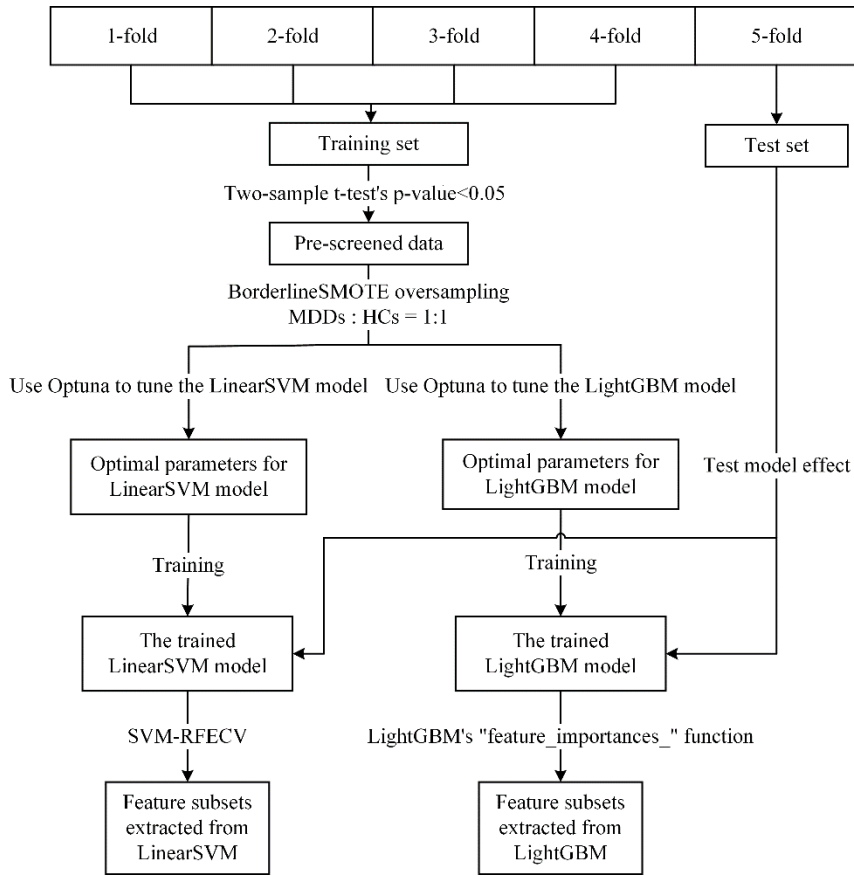 1-fold
2-fold
3-fold
4-fold
5-fold
Training set
Test set
Two-sample t-test's p-value<0.05
Pre-screened data
BorderlineSMOTE oversampling
MDDs : HCs = 1:1
Use Optuna to tune the LinearSVM model
Use Optuna to tune the LightGBM model
Optimal parameters for
LinearSVM model
Optimal parameters for
LightGBM model
Test model effect
Training
Training
The trained
LinearSVM model
The trained
LightGBM model
SVM-RFECV
LightGBM's "feature_importances_" function
Feature subsets
extracted from
LinearSVM
Feature subsets
extracted from
LightGBM